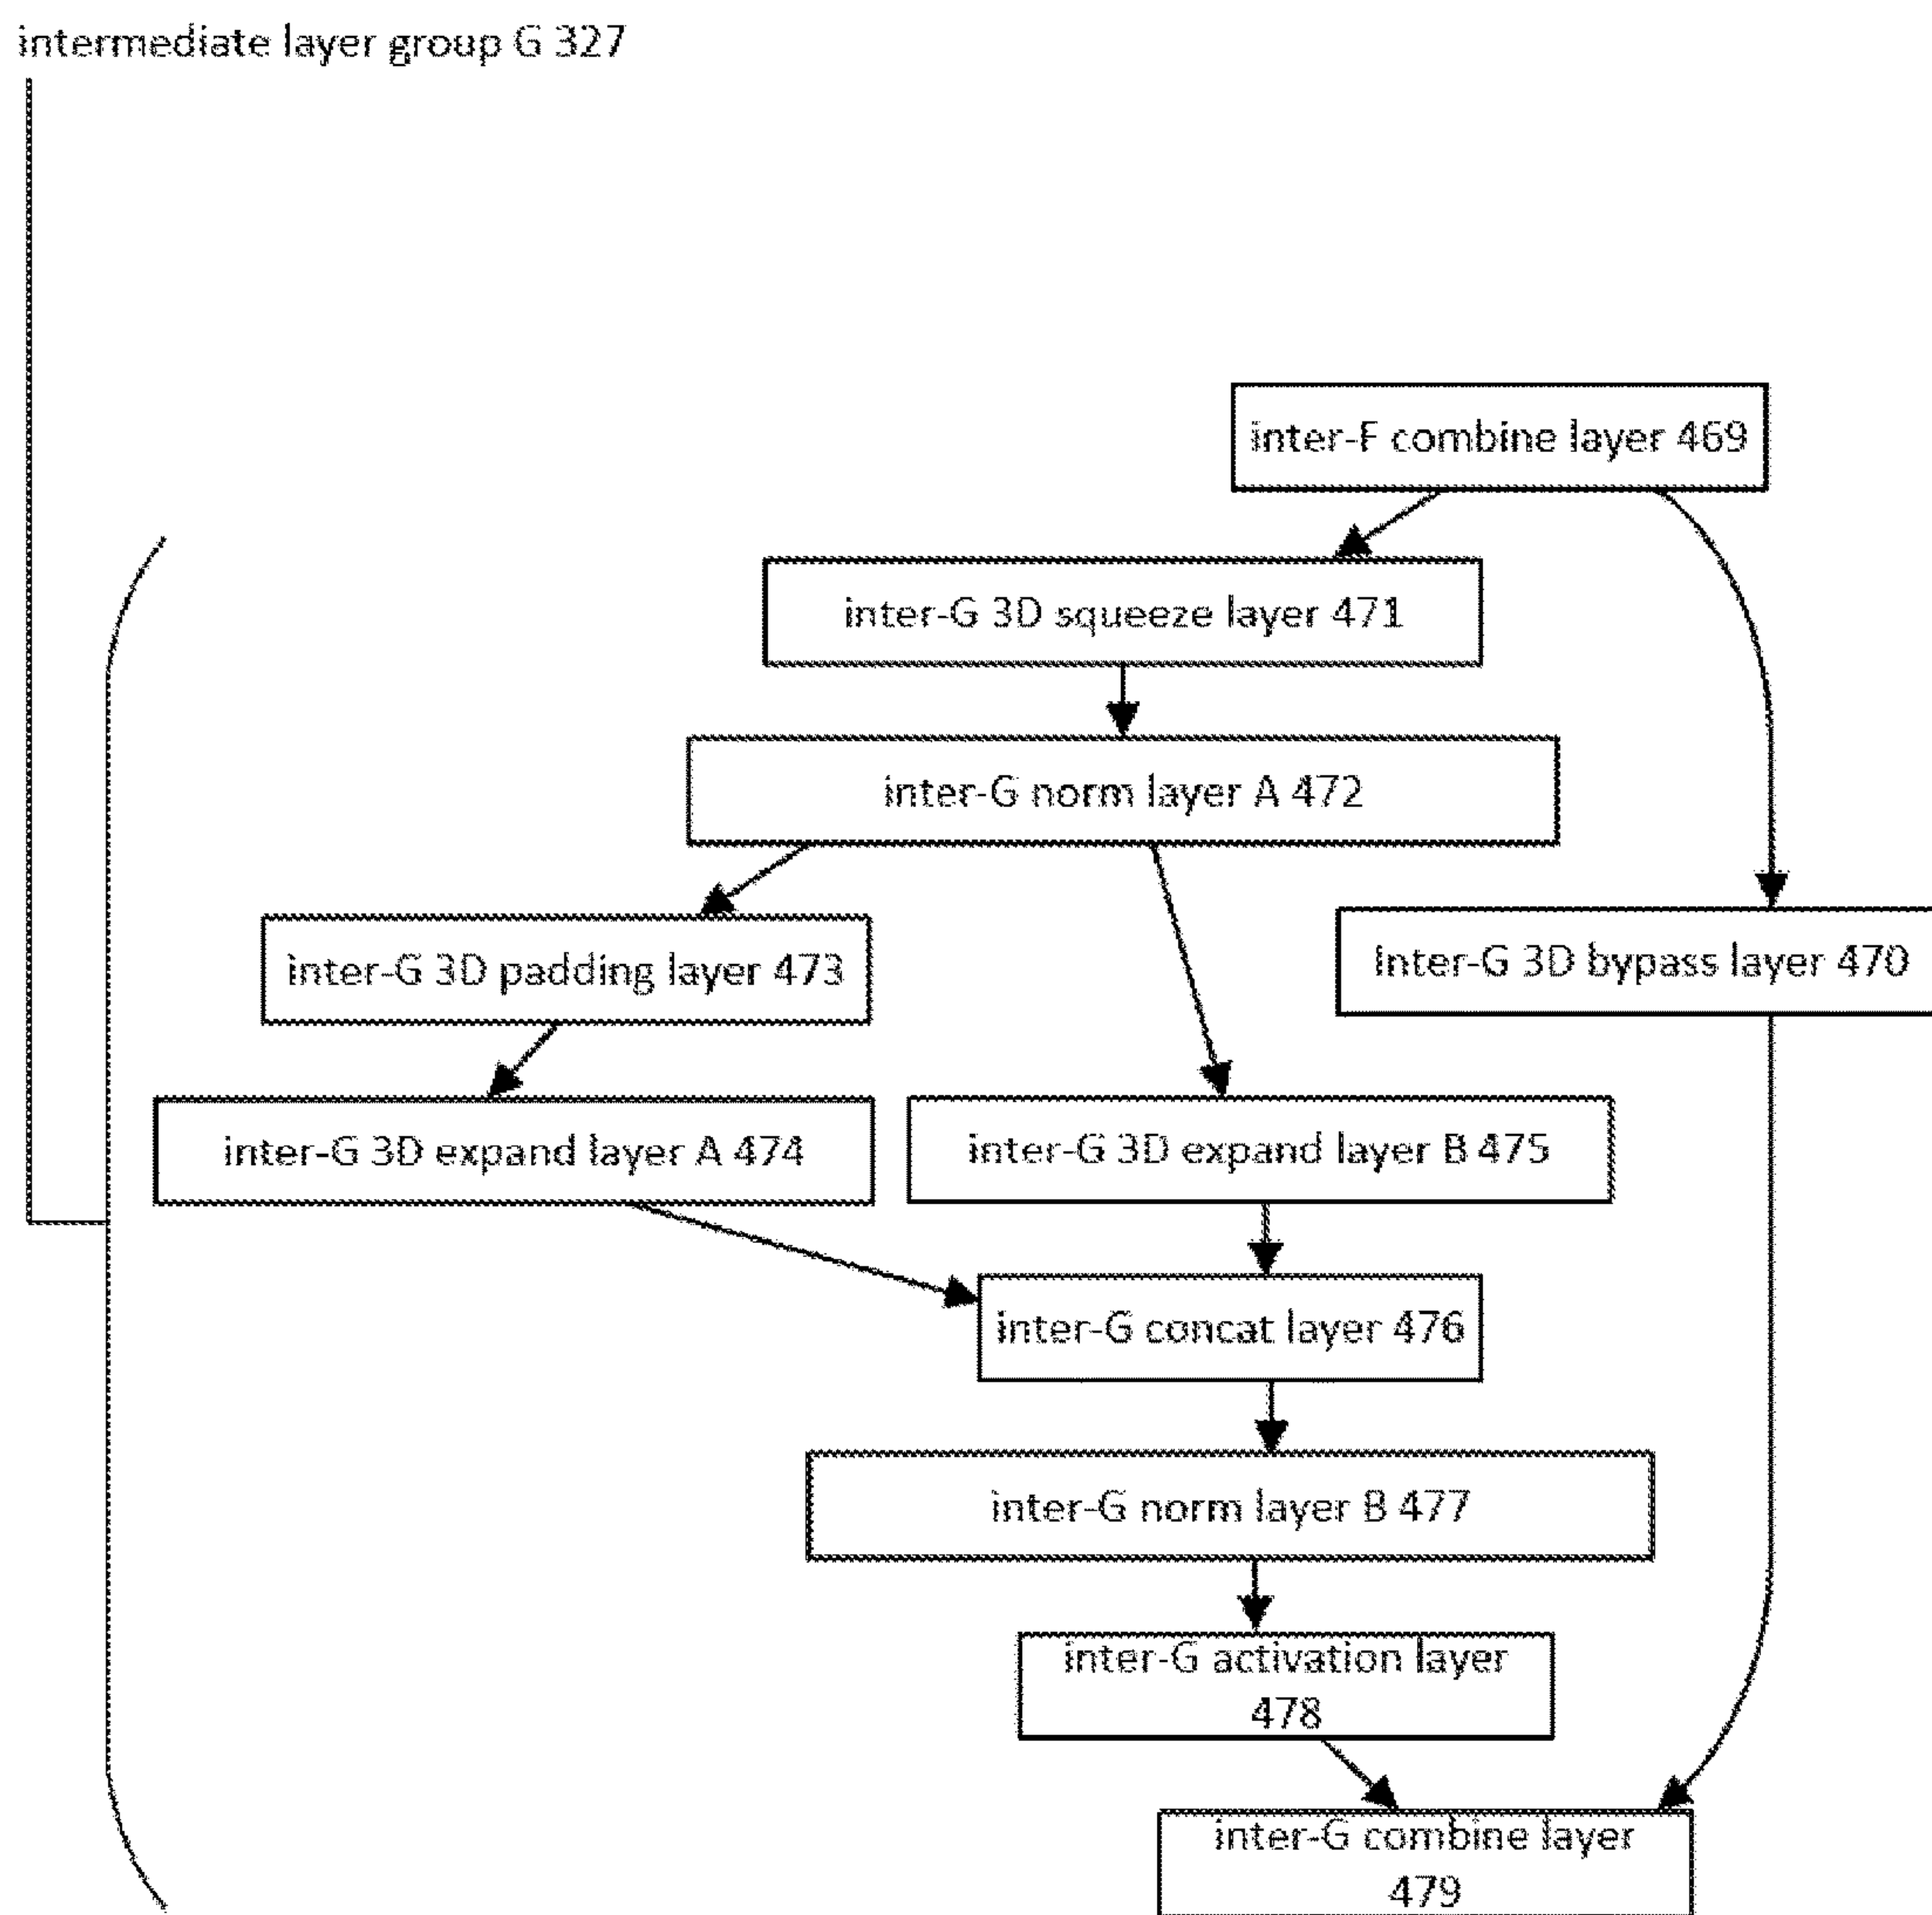 intermediate layer group G 327
inter-F combine layer 469
inter-G 3D squeeze layer 471
inter-G norm layer A 472
inter-G 3D padding layer 473
inter-G 3D bypass layer 470
inter-G 3D expand layer A 474
inter-G 3D expand layer B 475
inter-G concat layer 476
inter-G norm layer B 477
inter-G activation layer
478
inter-G combine layer
479